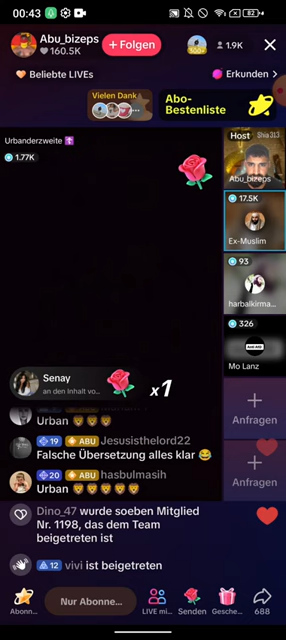 00:43
82
Abu_bizeps
160.5K
+ Folgen
1.9K
Beliebte LIVEs
Erkunden >
Vielen Dank
Abo-
Bestenliste
Urbanderzweite ✝️
1.77K
Host
Shia313
Abu_bizeps
17.5K
Ex-Muslim
93
harbalkirma...
326
Mo Lanz
+
Anfragen
+
Anfragen
Senay
an den Inhalt vo...
x1
Urban 🦁🦁🦁
19 ABU Jesusisthelord22
Falsche Übersetzung alles klar 😂
20 ABU hasbulmasih
Urban 🦁🦁🦁🦁🦁
Dino_47 wurde soeben Mitglied
Nr. 1198, das dem Team
beigetreten ist
12 vivi ist beigetreten
Abonn...
Nur Abonne...
LIVE mi...
Senden
Gesche...
688